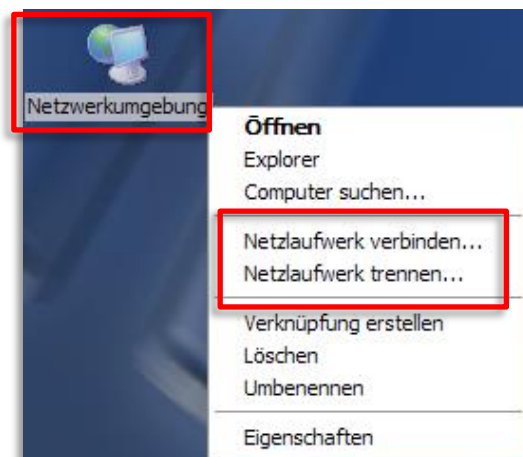 Netzwerkumgebung
Öffnen
Explorer
Computer suchen...
Netzlaufwerk verbinden...
Netzlaufwerk trennen...
Verknüpfung erstellen
Löschen
Umbenennen
Eigenschaften